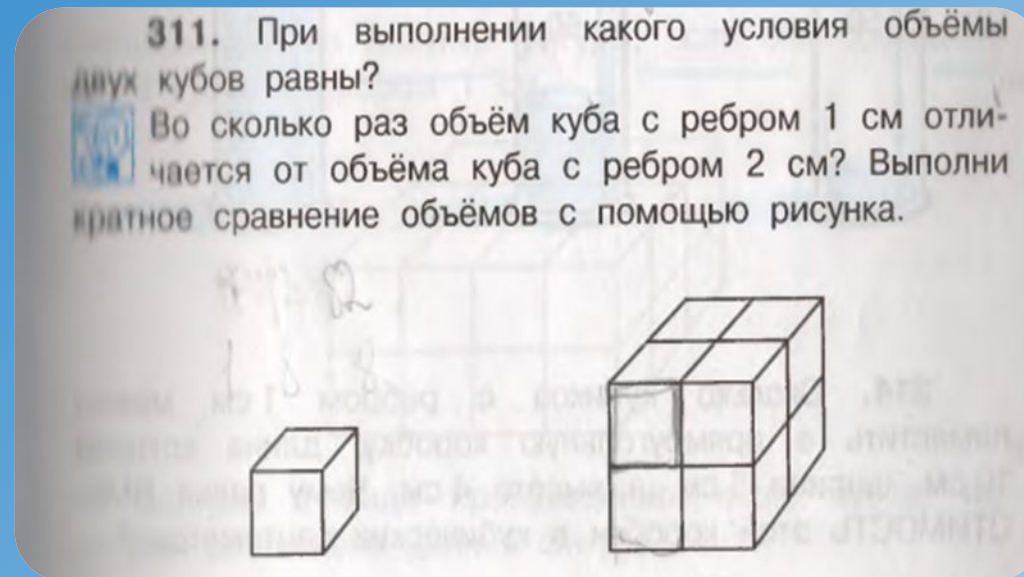 311. При выполнении какого условия объёмы
двух кубов равны?
Во сколько раз объём куба с ребром 1 см отли-
чается от объёма куба с ребром 2 см? Выполни
кратное сравнение объёмов с помощью рисунка.